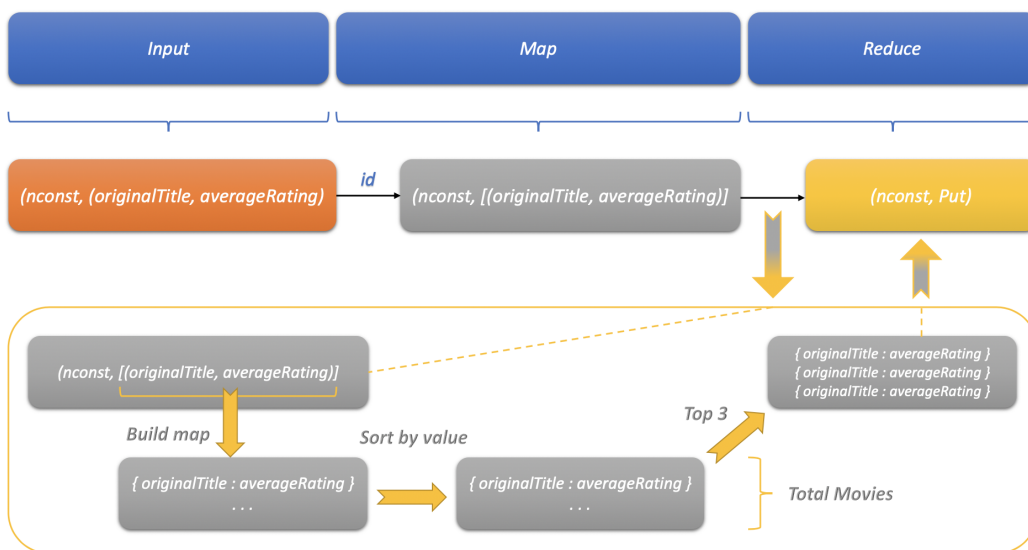 Input
Map
Reduce
(nconst, (originalTitle, averageRating)
id
(nconst, [(originalTitle, averageRating)]
(nconst, Put)
(nconst, [(originalTitle, averageRating)]
{ originalTitle : averageRating }
{ originalTitle : averageRating }
{ originalTitle : averageRating }
Build map
Sort by value
Top 3
{ originalTitle : averageRating }
. . .
{ originalTitle : averageRating }
. . .
Total Movies